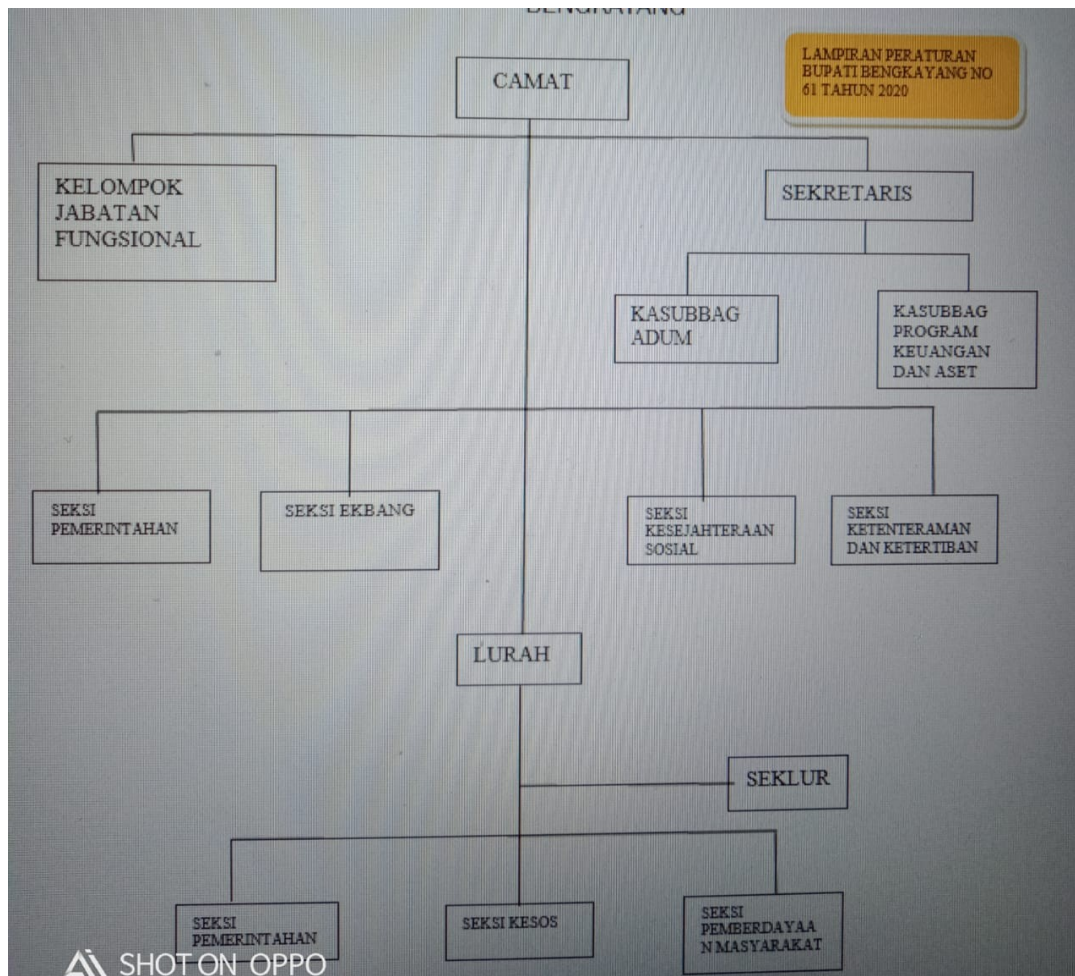 BENGKAYANG
LAMPIRAN PERATURAN
BUPATI BENGKAYANG NO
61 TAHUN 2020
CAMAT
KELOMPOK
JABATAN
FUNGSIONAL
SEKRETARIS
KASUBBAG
ADUM
KASUBBAG
PROGRAM
KEUANGAN
DAN ASET
SEKSI
PEMERINTAHAN
SEKSI EKBANG
SEKSI
KESEJAHTERAAN
SOSIAL
SEKSI
KETENTERAMAN
DAN KETERTIBAN
LURAH
SEKLUR
SEKSI
PEMERINTAHAN
SEKSI KESOS
SEKSI
PEMBERDAYAA
N MASYARAKAT
SHOT ON OPPO